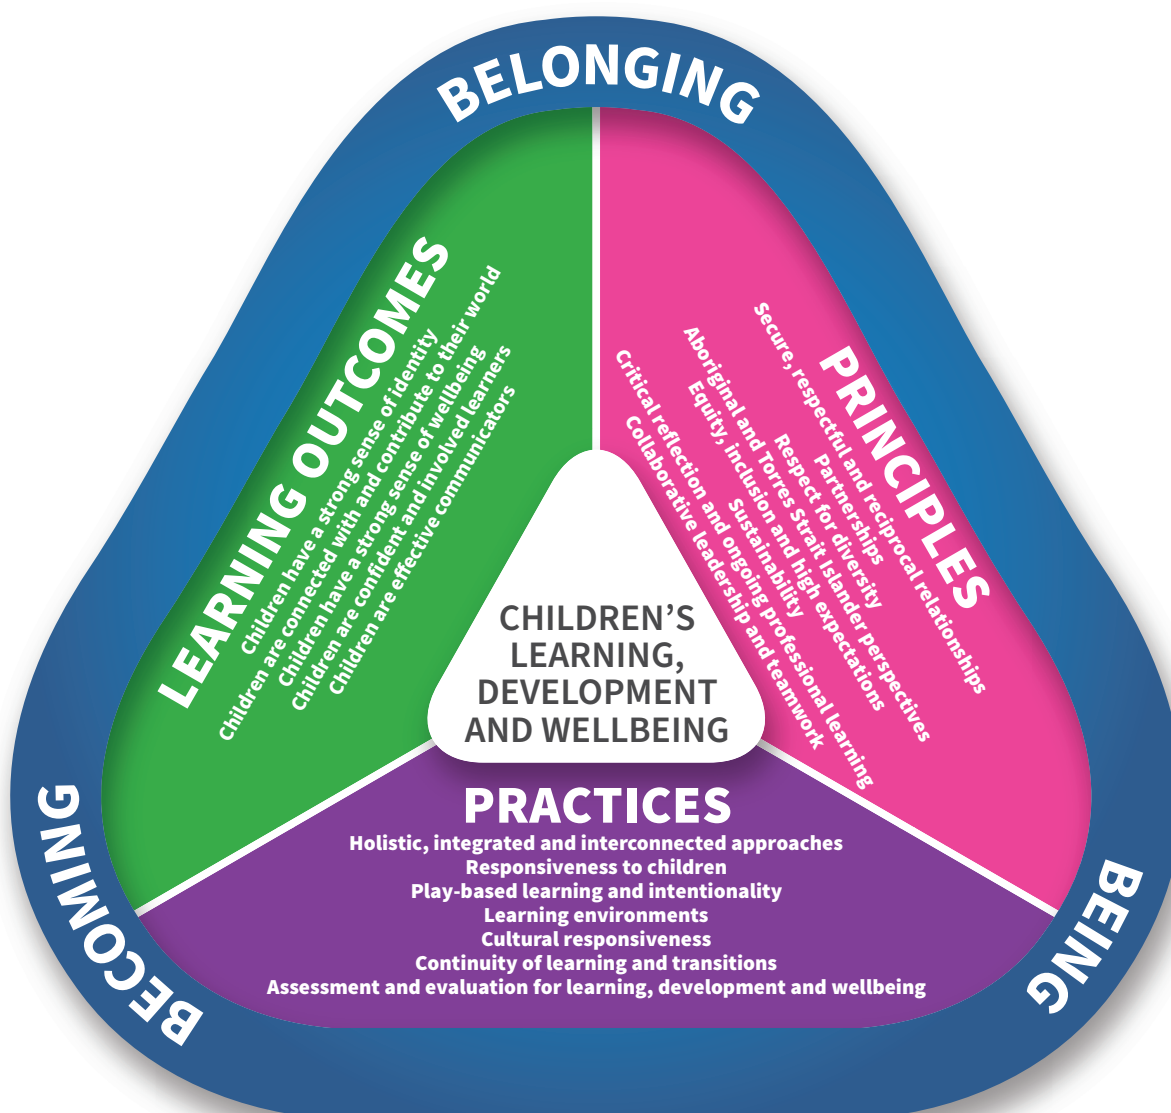 BELONGING
LEARNING OUTCOMES
Children have a strong sense of identity
Children are connected with and contribute to their world
Children have a strong sense of wellbeing
Children are confident and involved learners
Children are effective communicators
PRINCIPLES
Secure, respectful and reciprocal relationships
Partnerships
Respect for diversity
Aboriginal and Torres Strait Islander perspectives
Equity, inclusion and high expectations
Sustainability
Critical reflection and ongoing professional learning
Collaborative leadership and teamwork
CHILDREN’S
LEARNING,
DEVELOPMENT
AND WELLBEING
PRACTICES
Holistic, integrated and interconnected approaches
Responsiveness to children
Play-based learning and intentionality
Learning environments
Cultural responsiveness
Continuity of learning and transitions
Assessment and evaluation for learning, development and wellbeing
BECOMING
BEING